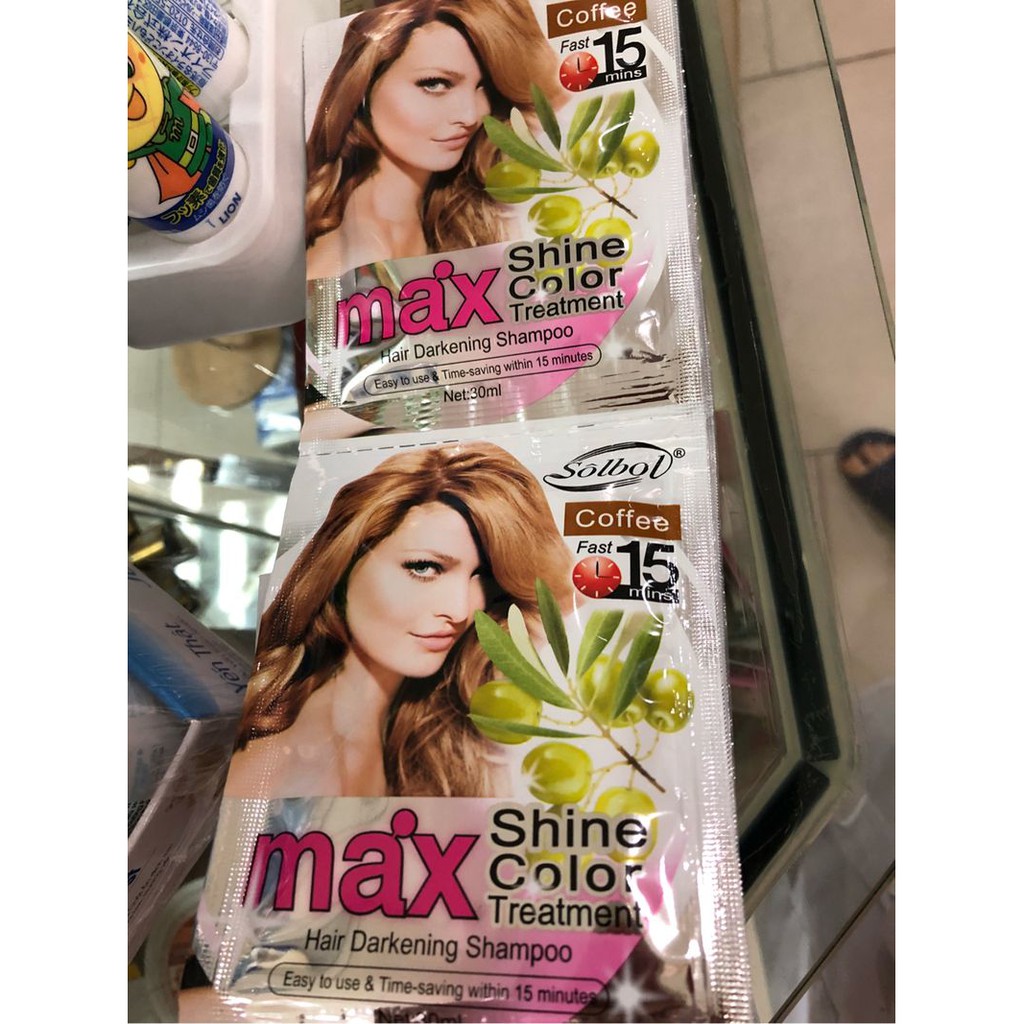 Coffee
Fast 15
mins
max
Shine
Color
Treatment
Hair Darkening Shampoo
Easy to use & Time-saving within 15 minutes
Net:30ml
Solbol®
Coffee
Fast 15
mins
max
Shine
Color
Treatment
Hair Darkening Shampoo
Easy to use & Time-saving within 15 minutes
LION
Yến Thật